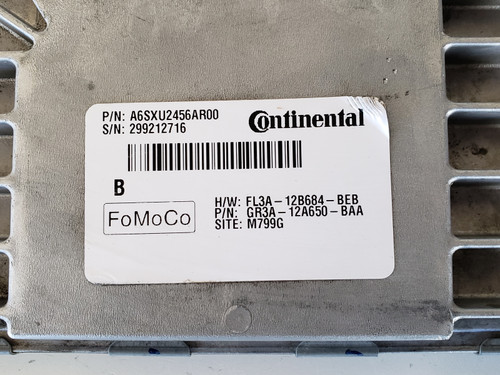 P/N: A6SXU2456AR00
S/N: 299212716
Continental
B
FoMoCo
H/W: FL3A-12B684-BEB
P/N: GR3A-12A650-BAA
SITE: M799G